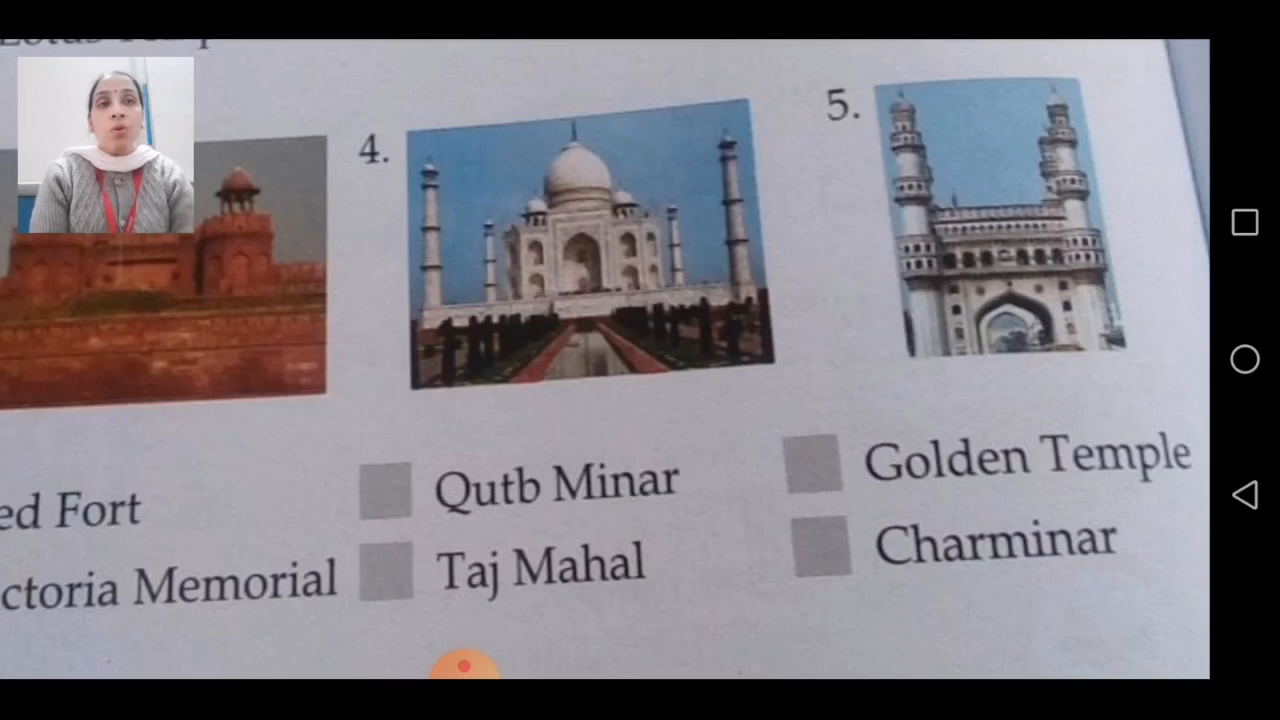 4.
5.
ed Fort
Qutb Minar
Golden Temple
ctoria Memorial
Taj Mahal
Charminar